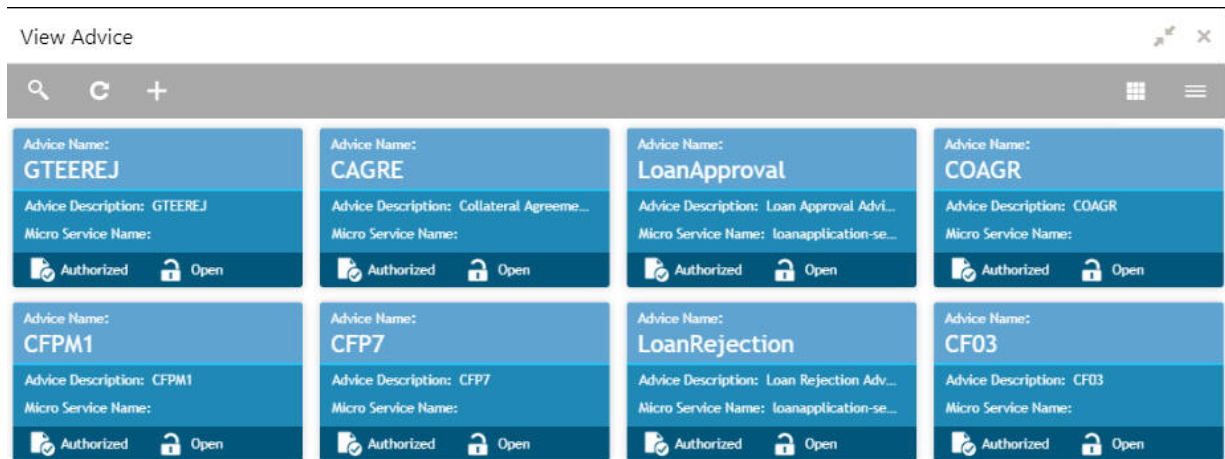 View Advice
Advice Name:
GTEEREJ
Advice Description: GTEEREJ
Micro Service Name:
Authorized Open
Advice Name:
CAGRE
Advice Description: Collateral Agreeme...
Micro Service Name:
Authorized Open
Advice Name:
LoanApproval
Advice Description: Loan Approval Advi...
Micro Service Name: loanapplication-se...
Authorized Open
Advice Name:
COAGR
Advice Description: COAGR
Micro Service Name:
Authorized Open
Advice Name:
CFPM1
Advice Description: CFPM1
Micro Service Name:
Authorized Open
Advice Name:
CFP7
Advice Description: CFP7
Micro Service Name:
Authorized Open
Advice Name:
LoanRejection
Advice Description: Loan Rejection Adv...
Micro Service Name: loanapplication-se...
Authorized Open
Advice Name:
CF03
Advice Description: CF03
Micro Service Name:
Authorized Open